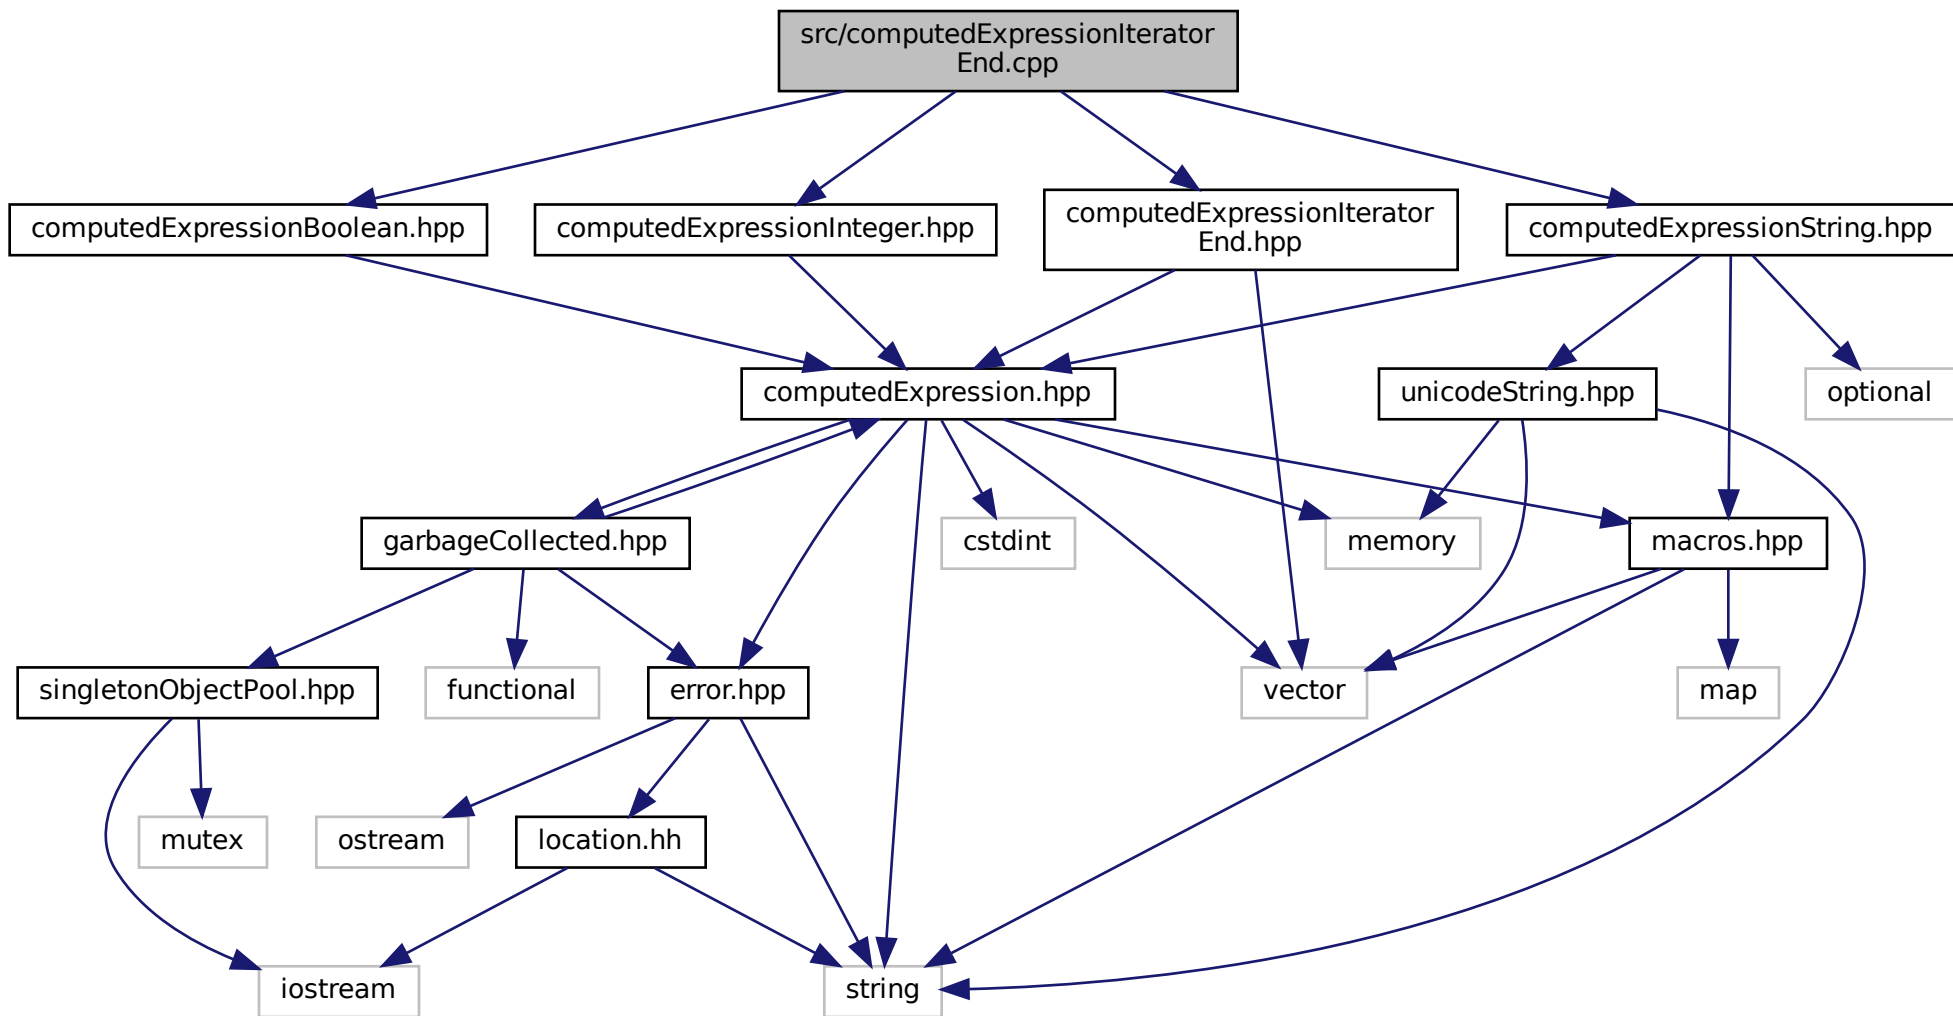 src/computedExpressionIterator
End.cpp
computedExpressionBoolean.hpp
computedExpressionInteger.hpp
computedExpressionIterator
End.hpp
computedExpressionString.hpp
computedExpression.hpp
unicodeString.hpp
optional
garbageCollected.hpp
cstdint
memory
macros.hpp
singletonObjectPool.hpp
functional
error.hpp
vector
map
mutex
ostream
location.hh
iostream
string